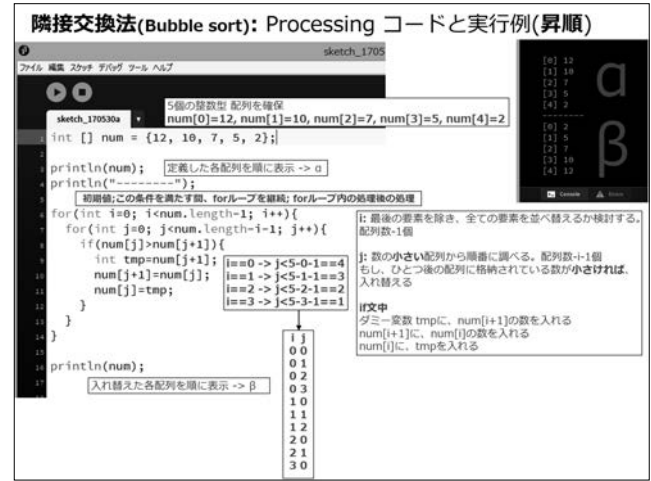 隣接交換法(Bubble sort): Processing コードと実行例(昇順)
sketch_1705
ファイル 編集 スケッチ デバッグ ツール ヘルプ
sketch_170530a
5個の整数型 配列を確保
num[0]=12, num[1]=10, num[2]=7, num[3]=5, num[4]=2
1 int [] num = {12, 10, 7, 5, 2};
2
3 println(num);
定義した各配列を順に表示 -> α
4 println("--------");
5
初期値;この条件を満たす間、forループを継続; forループ内の処理後の処理
6 for(int i=0; i<num.length-1; i++){
7 for(int j=0; j<num.length-i-1; j++){
8 if(num[j]>num[j+1]){
9 int tmp=num[j+1];
10 num[j+1]=num[j];
11 num[j]=tmp;
12 }
13 }
14 }
15
16 println(num);
17
入れ替えた各配列を順に表示 -> β
i==0 -> j<5-0-1==4
i==1 -> j<5-1-1==3
i==2 -> j<5-2-1==2
i==3 -> j<5-3-1==1
i j
0 0
0 1
0 2
0 3
1 0
1 1
1 2
2 0
2 1
3 0
[0] 12
[1] 10
[2] 7
[3] 5
[4] 2
α
--------
[0] 2
[1] 5
[2] 7
[3] 10
[4] 12
β
Console
Errors
i: 最後の要素を除き、全ての要素を並べ替えるか検討する。
配列数-1個
j: 数の小さい配列から順番に調べる。配列数-i-1個
もし、ひとつ後の配列に格納されている数が小さければ、
入れ替える
if文中
ダミー変数 tmpに、num[i+1]の数を入れる
num[i+1]に、num[i]の数を入れる
num[i]に、tmpを入れる